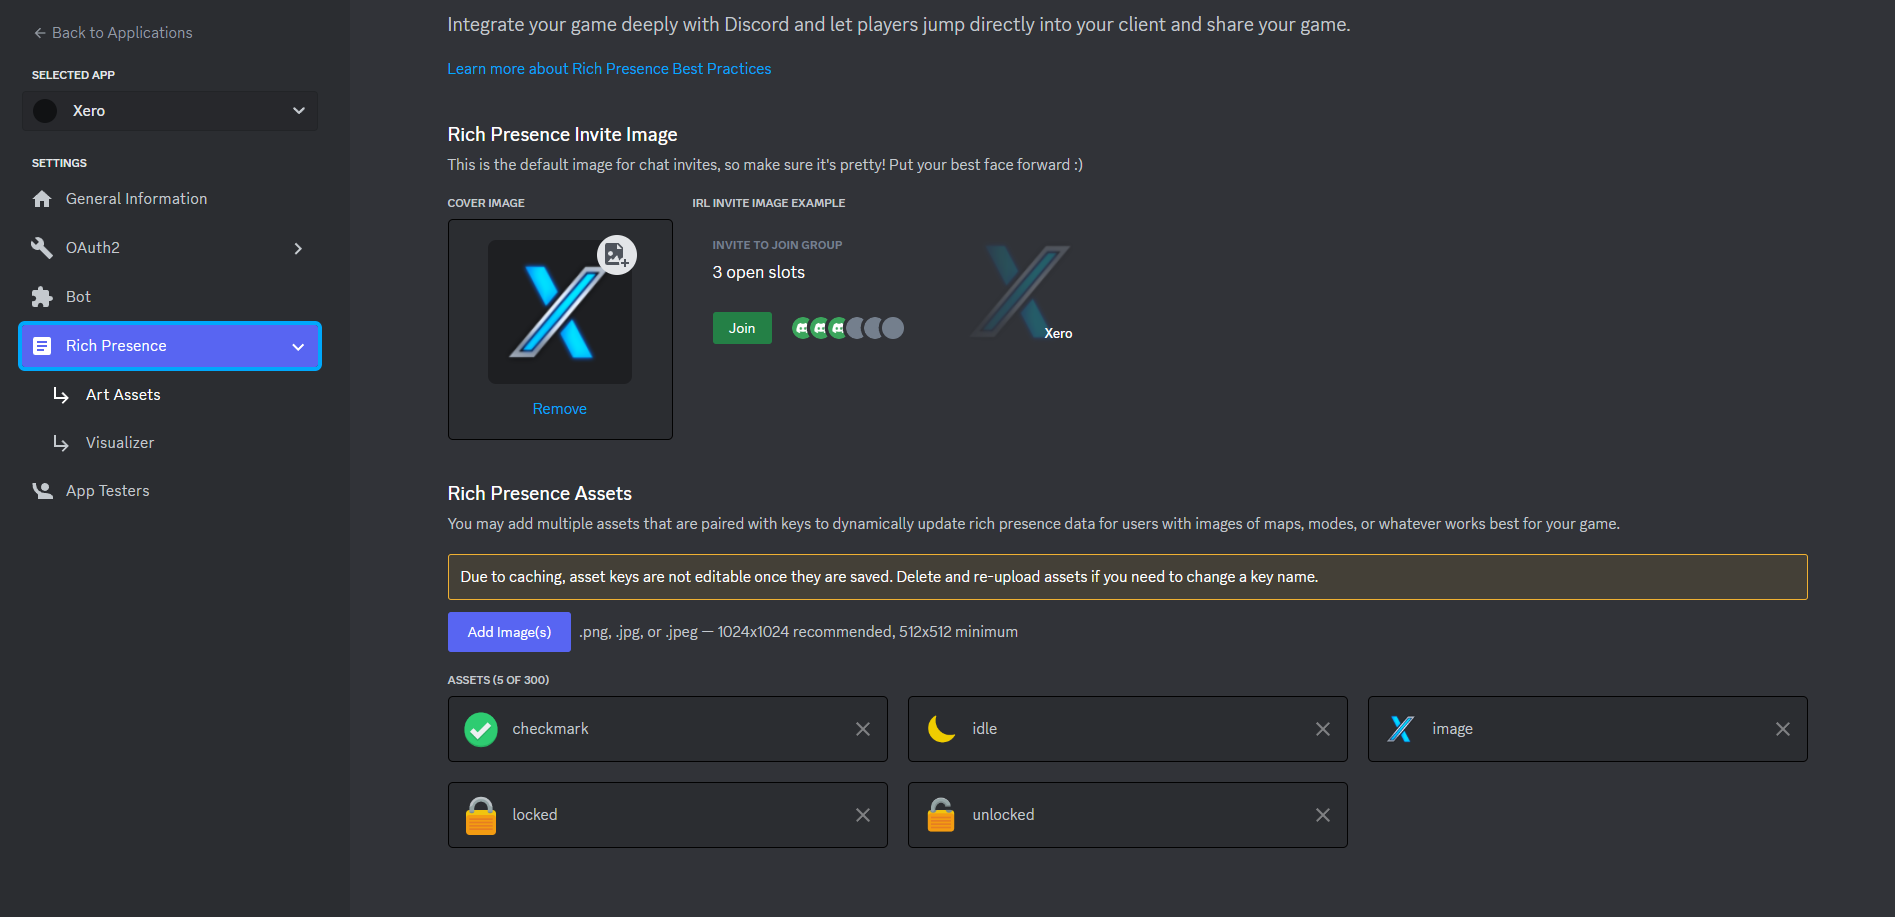 Back to Applications
SELECTED APP
Xero
SETTINGS
General Information
OAuth2
Bot
Rich Presence
Art Assets
Visualizer
App Testers
Integrate your game deeply with Discord and let players jump directly into your client and share your game.
Learn more about Rich Presence Best Practices
Rich Presence Invite Image
This is the default image for chat invites, so make sure it's pretty! Put your best face forward :)
COVER IMAGE
Remove
IRL INVITE IMAGE EXAMPLE
INVITE TO JOIN GROUP
3 open slots
Join
Xero
Rich Presence Assets
You may add multiple assets that are paired with keys to dynamically update rich presence data for users with images of maps, modes, or whatever works best for your game.
Due to caching, asset keys are not editable once they are saved. Delete and re-upload assets if you need to change a key name.
Add Image(s)
.png, .jpg, or .jpeg — 1024x1024 recommended, 512x512 minimum
ASSETS (5 OF 300)
checkmark
idle
image
locked
unlocked